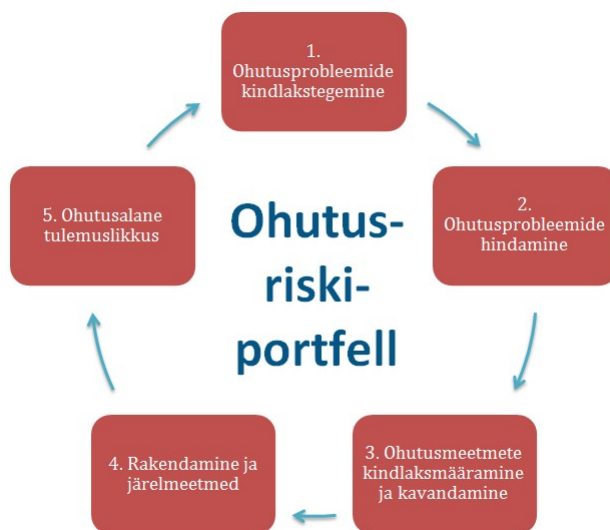 1.
Ohutusprobleemide
kindlakstegemine
2.
Ohutusprobleemide
hindamine
3. Ohutusmeetmete
kindlaksmääramine
ja kavandamine
4. Rakendamine ja
järelmeetmed
5. Ohutusalane
tulemuslikkus
Ohutus-
riski-
portfell